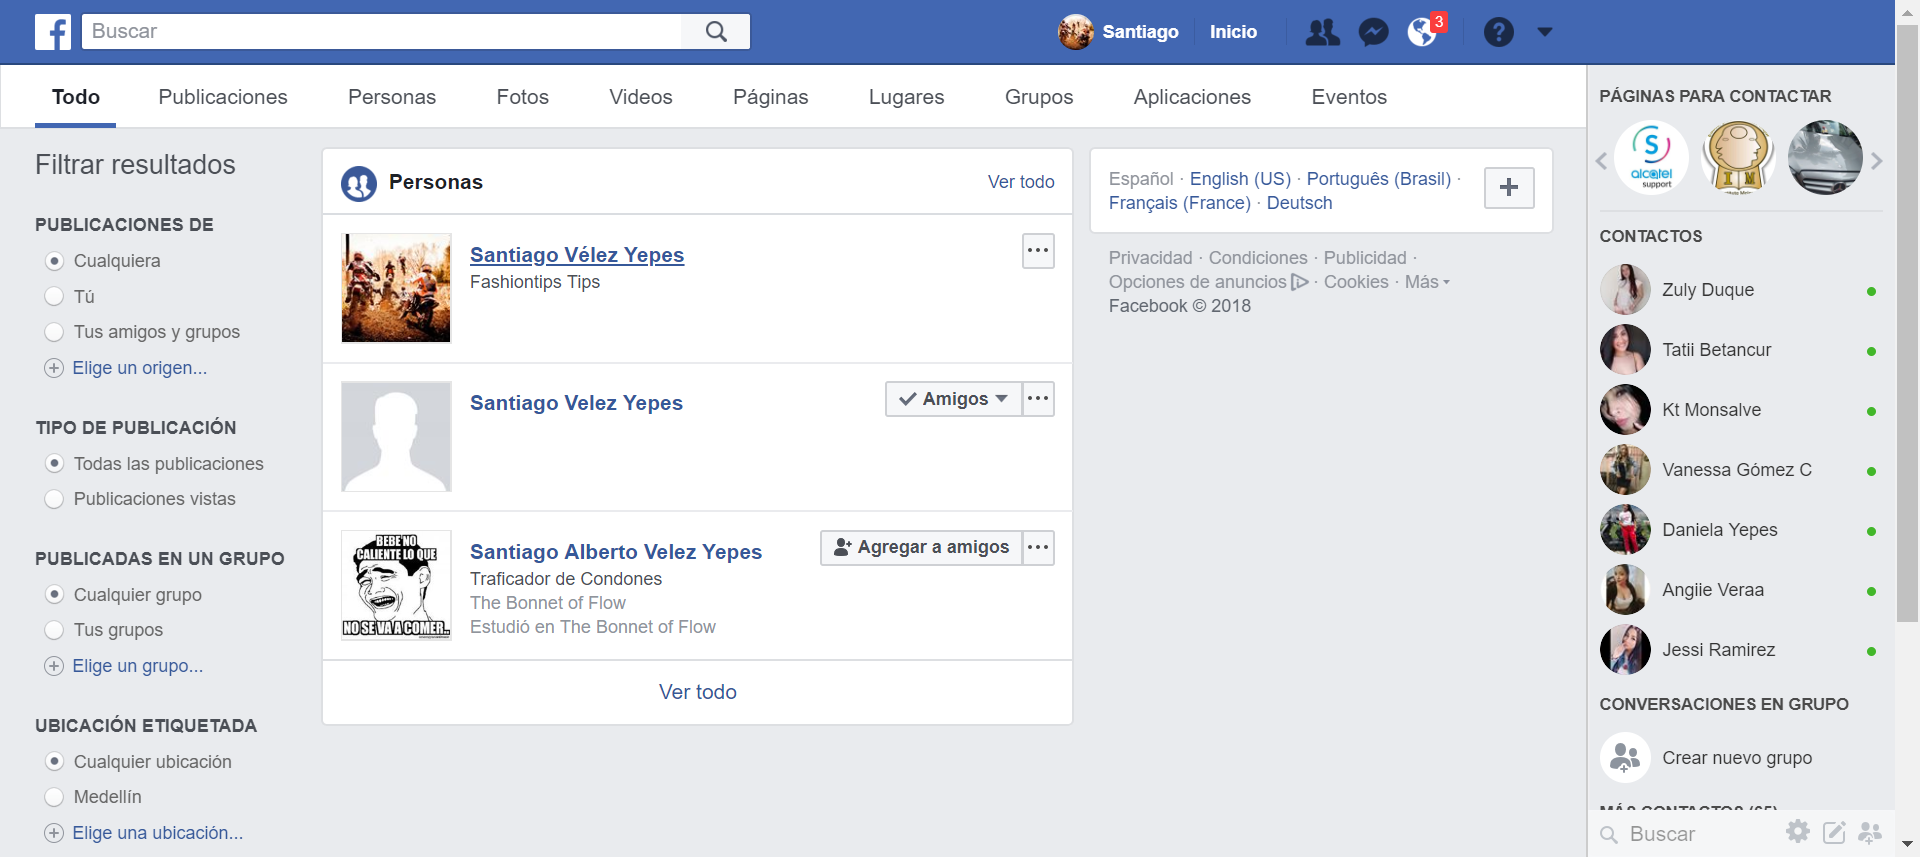 Buscar
Santiago
Inicio
3
Todo
Publicaciones
Personas
Fotos
Videos
Páginas
Lugares
Grupos
Aplicaciones
Eventos
Filtrar resultados
PUBLICACIONES DE
Cualquiera
Tú
Tus amigos y grupos
Elige un origen...
TIPO DE PUBLICACIÓN
Todas las publicaciones
Publicaciones vistas
PUBLICADAS EN UN GRUPO
Cualquier grupo
Tus grupos
Elige un grupo...
UBICACIÓN ETIQUETADA
Cualquier ubicación
Medellín
Elige una ubicación...
Personas
Ver todo
Santiago Vélez Yepes
Fashiontips Tips
Santiago Velez Yepes
Amigos
BEBE NO
CALIENTE LO QUE
NO SE VA A COMER..
Santiago Alberto Velez Yepes
Agregar a amigos
Traficador de Condones
The Bonnet of Flow
Estudió en The Bonnet of Flow
Ver todo
Español · English (US) · Português (Brasil) ·
Français (France) · Deutsch
Privacidad · Condiciones · Publicidad ·
Opciones de anuncios · Cookies · Más
Facebook © 2018
PÁGINAS PARA CONTACTAR
S
alcatel
support
I M
CONTACTOS
Zuly Duque
Tatii Betancur
Kt Monsalve
Vanessa Gómez C
Daniela Yepes
Angiie Veraa
Jessi Ramirez
CONVERSACIONES EN GRUPO
Crear nuevo grupo
MÁS CONTACTOS (65)
Buscar